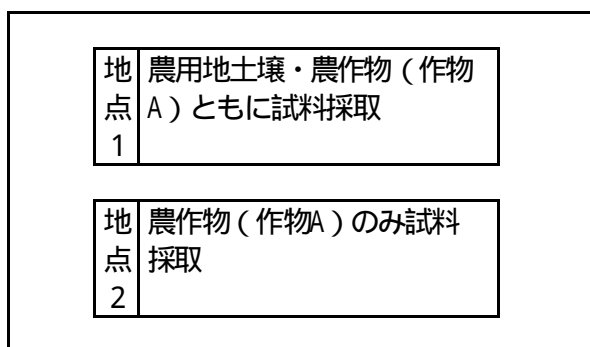 地点1
農用地土壌・農作物（作物
A）ともに試料採取
地点2
農作物（作物A）のみ試料
採取